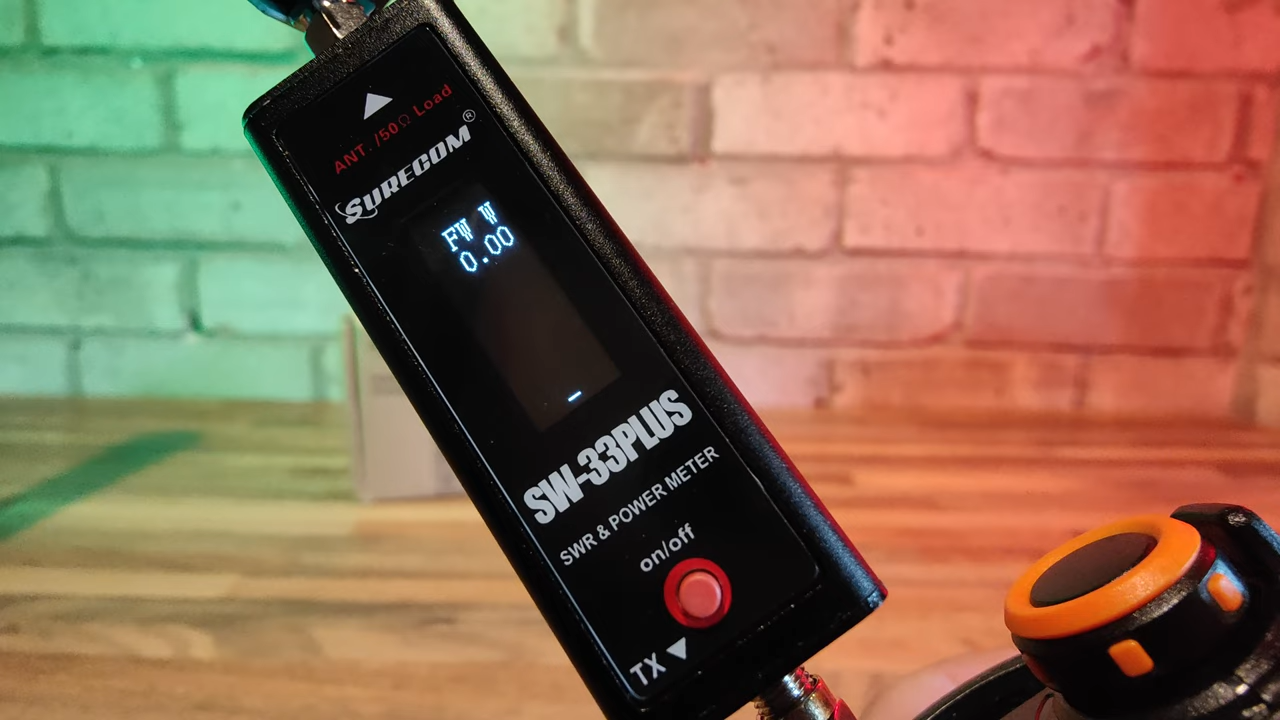 ANT./50Ω Load
SURECOM®
FW W
0.00
SW-33PLUS
SWR & POWER METER
on/off
TX